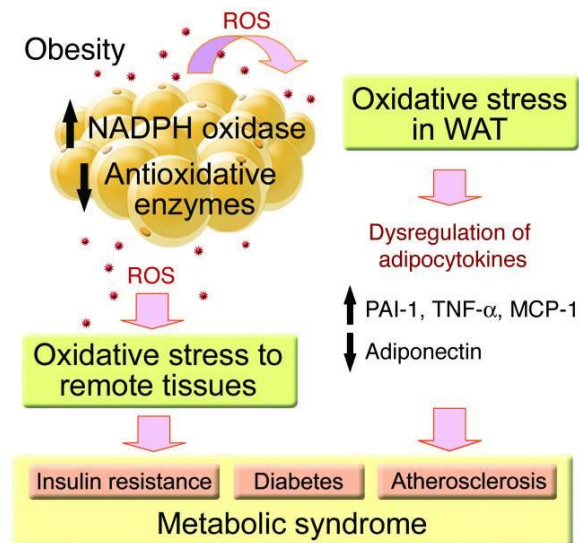 ROS
Obesity
NADPH oxidase
Antioxidative
enzymes
ROS
Oxidative stress to
remote tissues
Oxidative stress
in WAT
Dysregulation of
adipocytokines
PAI-1, TNF-α, MCP-1
Adiponectin
Insulin resistance
Diabetes
Atherosclerosis
Metabolic syndrome